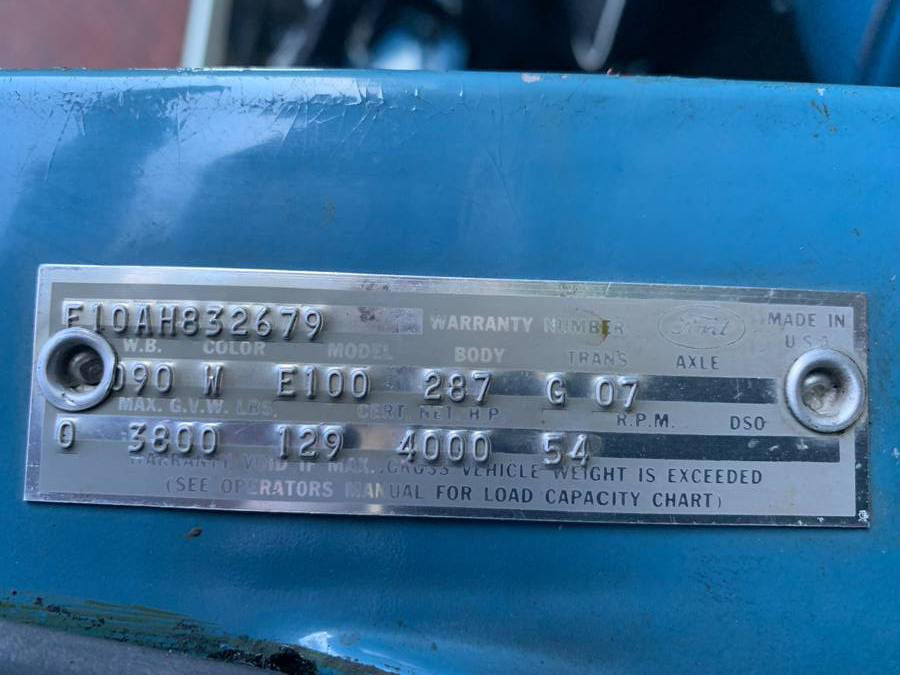 E10AH832679 WARRANTY NUMBER Ford MADE IN
U.S.A.
W.B. COLOR MODEL BODY TRANS AXLE
090 W E100 287 G 07
MAX. G.V.W. LBS. CERT. NET H.P. R.P.M. DSO
0 3800 129 4000 54
WARRANTY VOID IF MAX. GROSS VEHICLE WEIGHT IS EXCEEDED
(SEE OPERATORS MANUAL FOR LOAD CAPACITY CHART)